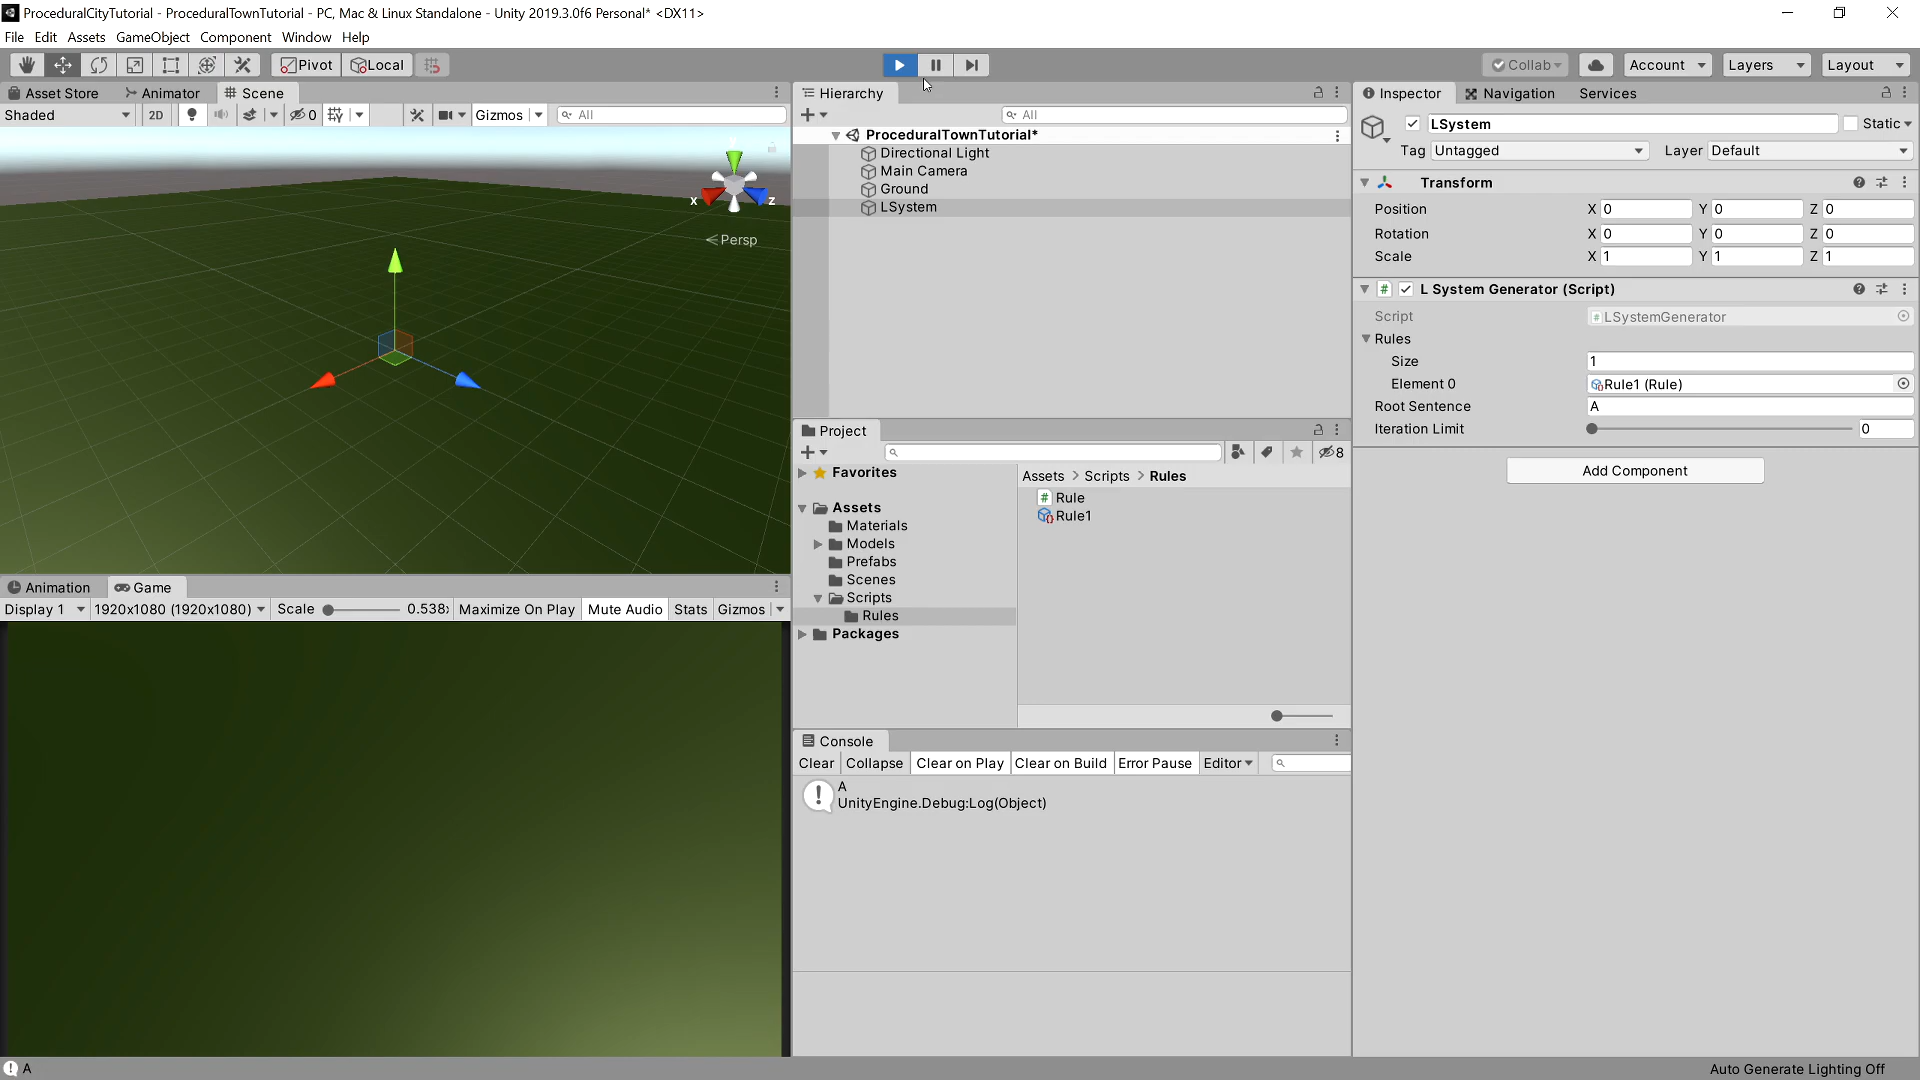 ProceduralCityTutorial - ProceduralTownTutorial - PC, Mac & Linux Standalone - Unity 2019.3.0f6 Personal* <DX11>
File Edit Assets GameObject Component Window Help
Pivot Local Collab Account Layers Layout
Asset Store Animator Scene
Shaded 2D 0 Gizmos All
x z
Persp
Animation Game
Display 1 1920x1080 (1920x1080) Scale 0.538x Maximize On Play Mute Audio Stats Gizmos
Hierarchy
All
ProceduralTownTutorial*
Directional Light
Main Camera
Ground
LSystem
Project
8
Favorites
Assets
Materials
Models
Prefabs
Scenes
Scripts
Rules
Packages
Assets > Scripts > Rules
Rule
Rule1
Console
Clear Collapse Clear on Play Clear on Build Error Pause Editor
A
UnityEngine.Debug:Log(Object)
Inspector Navigation Services
LSystem Static
Tag Untagged Layer Default
Transform
Position X 0 Y 0 Z 0
Rotation X 0 Y 0 Z 0
Scale X 1 Y 1 Z 1
# L System Generator (Script)
Script LSystemGenerator
Rules
Size 1
Element 0 Rule1 (Rule)
Root Sentence A
Iteration Limit 0
Add Component
A
Auto Generate Lighting Off